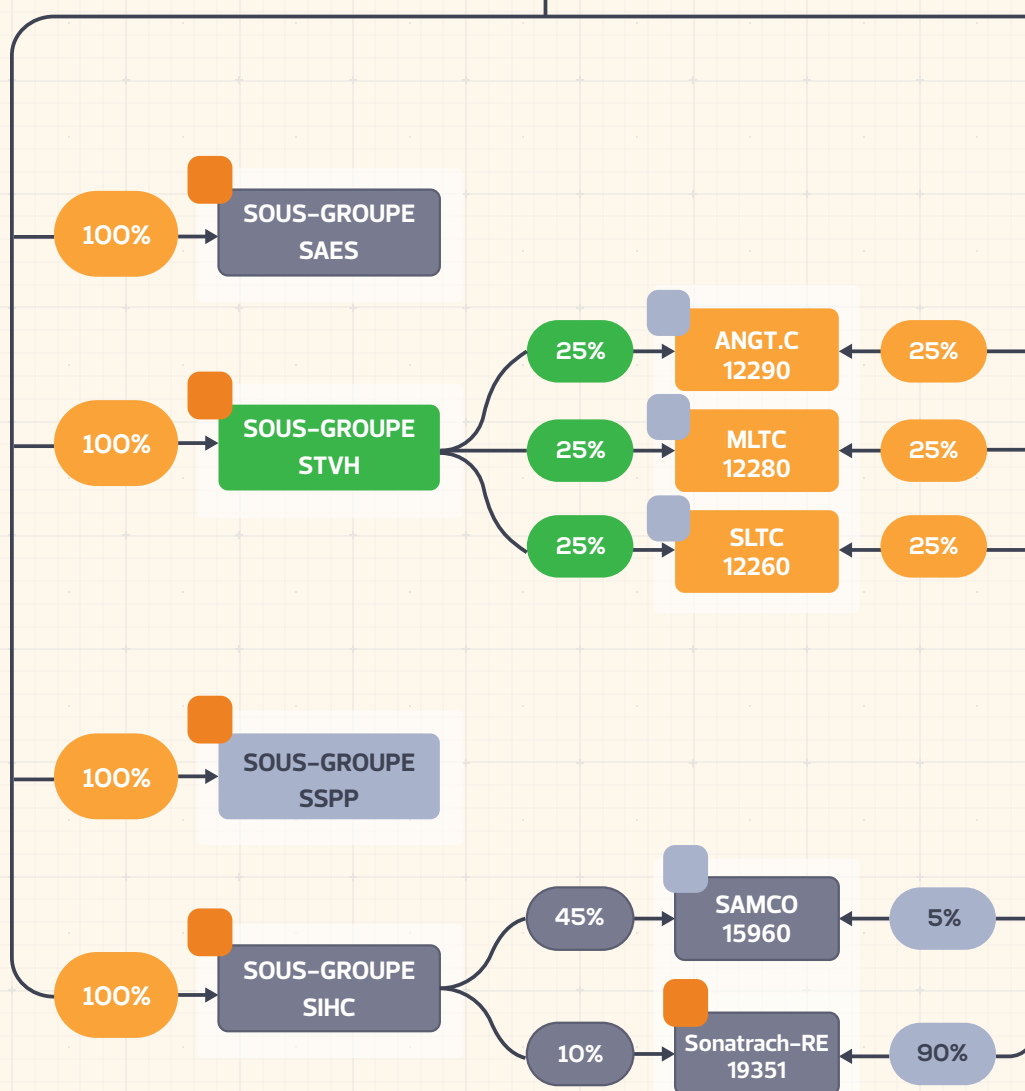 100%
SOUS-GROUPE
SAES
100%
SOUS-GROUPE
STVH
25%
ANGT.C
12290
25%
25%
MLTC
12280
25%
25%
SLTC
12260
25%
100%
SOUS-GROUPE
SSPP
100%
SOUS-GROUPE
SIHC
45%
SAMCO
15960
5%
10%
Sonatrach-RE
19351
90%